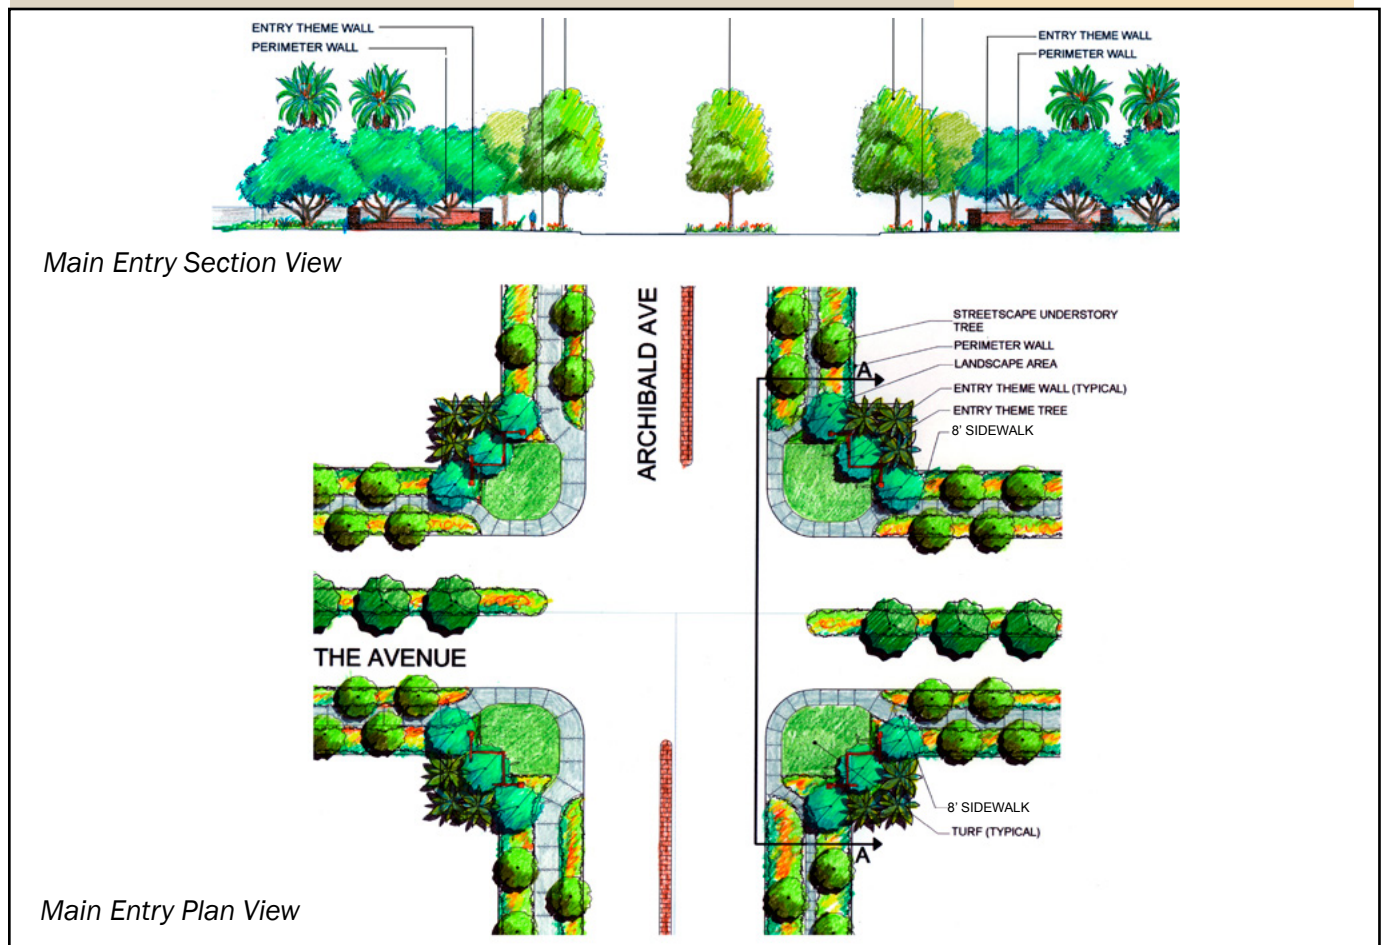 ENTRY THEME WALL
PERIMETER WALL
ENTRY THEME WALL
PERIMETER WALL
Main Entry Section View
ARCHIBALD AVE
STREETSCAPE UNDERSTORY
TREE
PERIMETER WALL
LANDSCAPE AREA
A
ENTRY THEME WALL (TYPICAL)
ENTRY THEME TREE
8' SIDEWALK
THE AVENUE
8' SIDEWALK
TURF (TYPICAL)
A
Main Entry Plan View